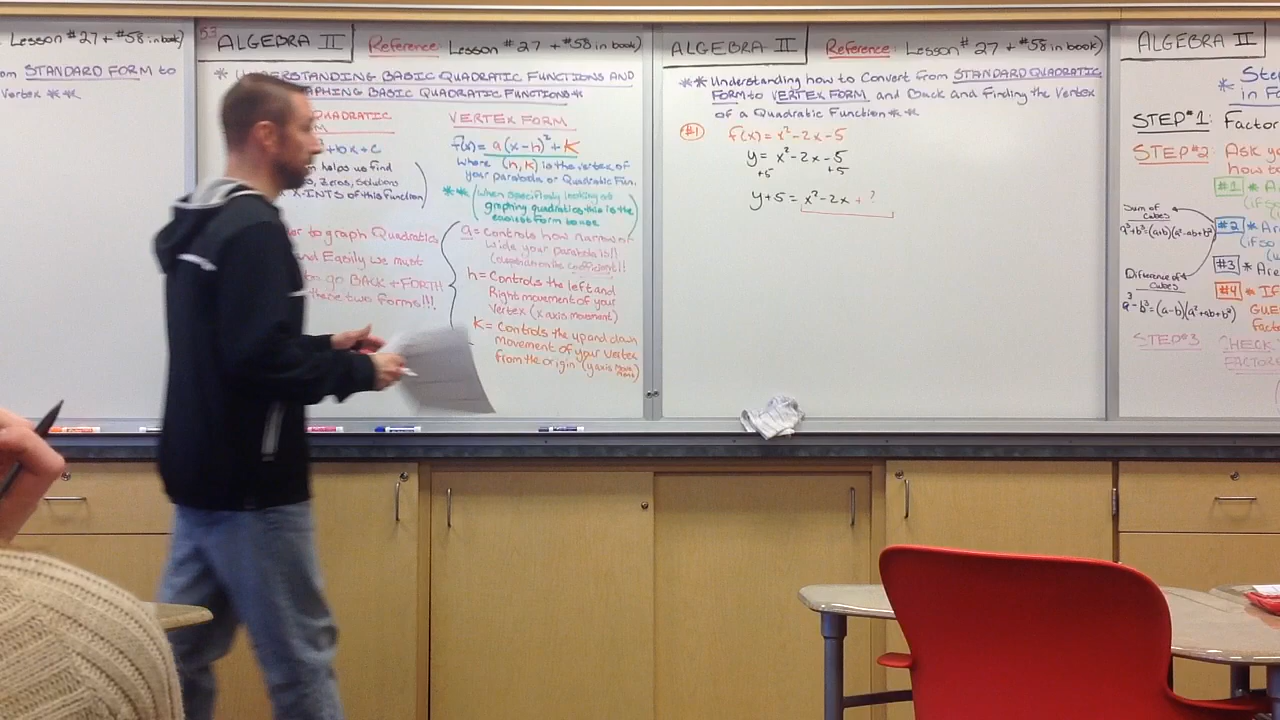 Lesson #27 + #58 in book)
om STANDARD FORM to
Vertex **
53
ALGEBRA II
Reference: Lesson #27 + #58 in book)
* UNDERSTANDING BASIC QUADRATIC FUNCTIONS AND
GRAPHING BASIC QUADRATIC FUNCTIONS*
QUADRATIC
+bx+c
helps us find
, Zeros, Solutions
X-INTS of this function)
to graph Quadratics
and Easily we must
to go BACK + FORTH
these two forms!!!
VERTEX FORM
f(x) = a(x-h)² + K
where (h,k) is the vertex of
your parabola or Quadratic Fun.
** (When specifically looking at
graphing quadratics this is the
easiest form to use)
a = Controls how narrow or
wide your parabola is!!
(depends on the coefficient!!
h = Controls the left and
Right movement of your
vertex (x axis movement)
K = Controls the up and down
movement of your vertex
from the origin (y axis movement)
ALGEBRA II
Reference: Lesson #27 + #58 in book)
** Understanding how to Convert from STANDARD QUADRATIC
FORM to VERTEX FORM and Back and Finding the Vertex
of a Quadratic Function **
#1 f(x) = x² - 2x - 5
y = x² - 2x - 5
+5 +5
y + 5 = x² - 2x + ?
ALGEBRA II
* in F
STEP #1: Factor
STEP #2: Ask yo
how to
#1
(if so
Sum of cubes
a³+b³=(a+b)(a²-ab+b²)
#2 * Ar
(if so
#3 * Are
Difference of cubes
a³-b³=(a-b)(a²+ab+b²)
#4 * If
GUE
Facto
STEP #3
CHECK
FACTOR